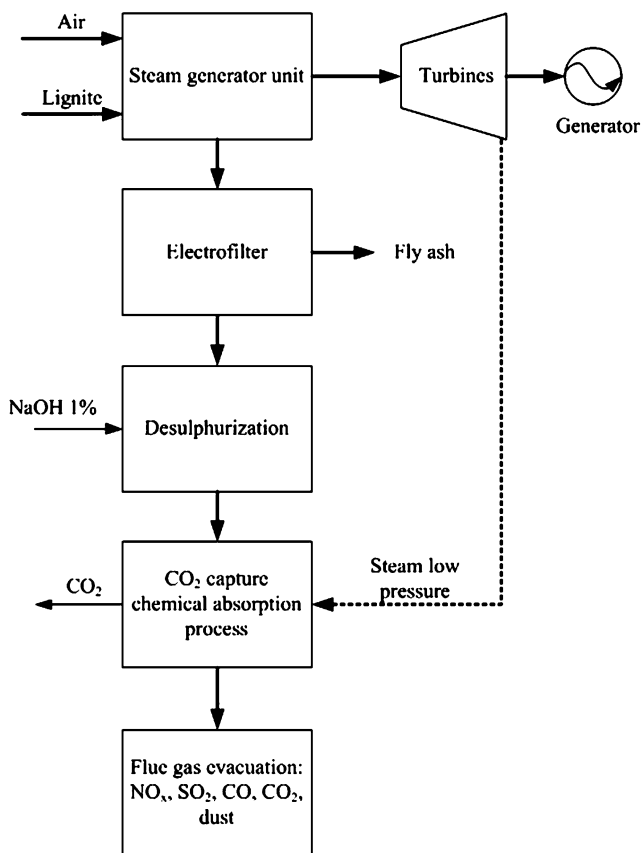 Air
Steam generator unit
Turbines
Lignite
Generator
Electrofilter
Fly ash
NaOH 1%
Desulphurization
Steam low
pressure
CO₂
CO₂ capture
chemical absorption
process
Flue gas evacuation:
NOₓ, SO₂, CO, CO₂,
dust